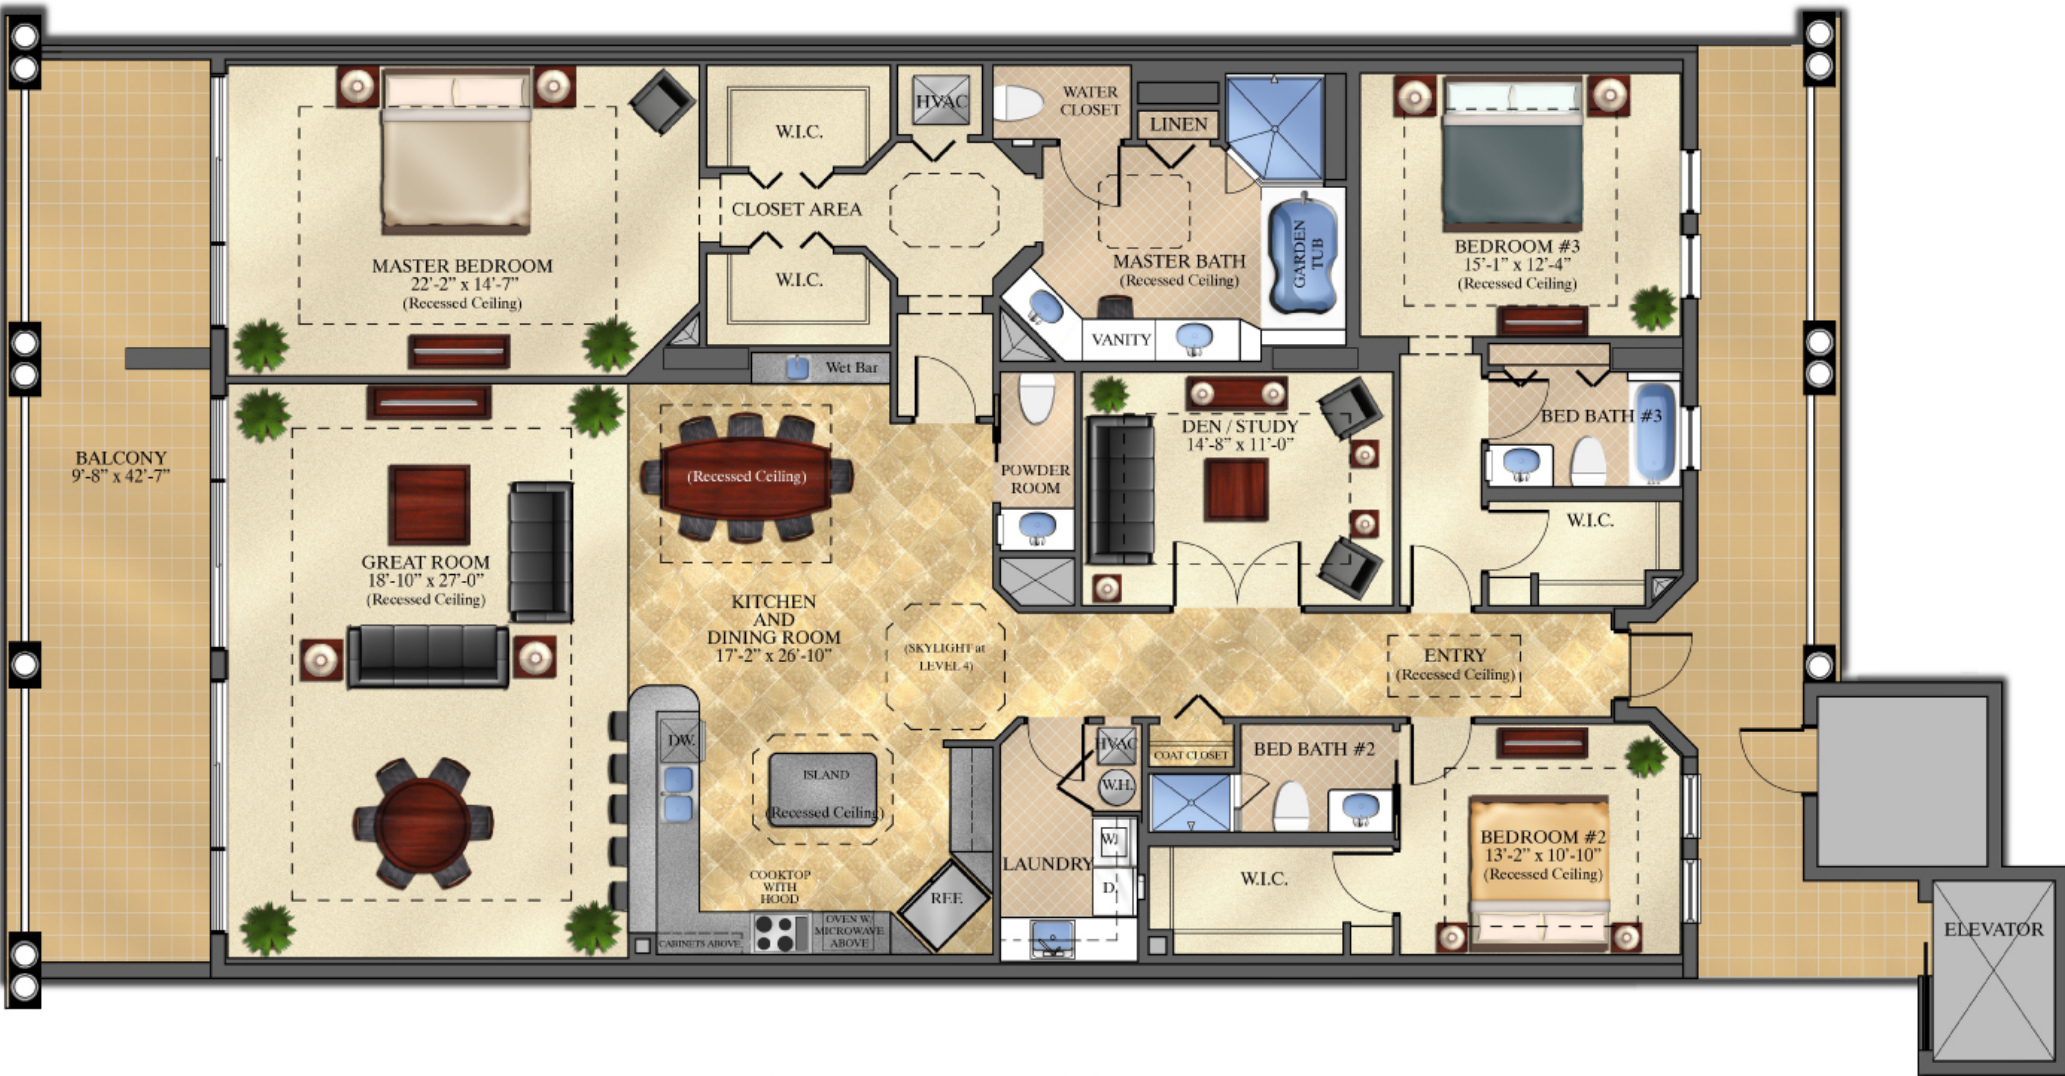 W.I.C.
HVAC
WATER
CLOSET
LINEN
CLOSET AREA
MASTER BEDROOM
22'-2" x 14'-7"
(Recessed Ceiling)
W.I.C.
MASTER BATH
(Recessed Ceiling)
GARDEN
TUB
VANITY
BEDROOM #3
15'-1" x 12'-4"
(Recessed Ceiling)
Wet Bar
BED BATH #3
DEN / STUDY
14'-8" x 11'-0"
BALCONY
9'-8" x 42'-7"
(Recessed Ceiling)
POWDER
ROOM
W.I.C.
GREAT ROOM
18'-10" x 27'-0"
(Recessed Ceiling)
KITCHEN
AND
DINING ROOM
17'-2" x 26'-10"
(SKYLIGHT at
LEVEL 4)
ENTRY
(Recessed Ceiling)
DW.
HVAC
COAT CLOSET
BED BATH #2
ISLAND
(Recessed Ceiling)
W.H.
W.
LAUNDRY
D.
BEDROOM #2
13'-2" x 10'-10"
(Recessed Ceiling)
W.I.C.
COOKTOP
WITH
HOOD
REF.
OVEN W/
MICROWAVE
ABOVE
CABINETS ABOVE
ELEVATOR